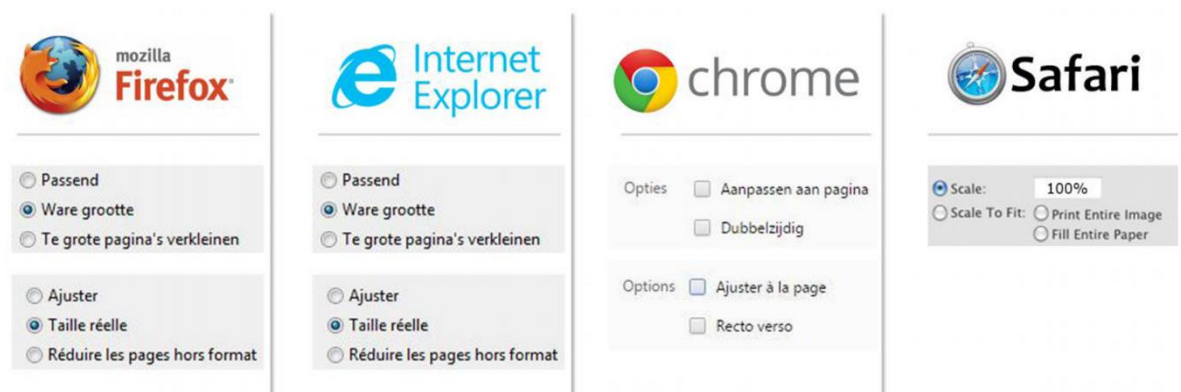 mozilla
Firefox
Passend
Ware grootte
Te grote pagina's verkleinen
Ajuster
Taille réelle
Réduire les pages hors format
Internet
Explorer
Passend
Ware grootte
Te grote pagina's verkleinen
Ajuster
Taille réelle
Réduire les pages hors format
chrome
Opties Aanpassen aan pagina
Dubbelzijdig
Options Ajuster à la page
Recto verso
Safari
Scale: 100%
Scale To Fit: Print Entire Image
Fill Entire Paper